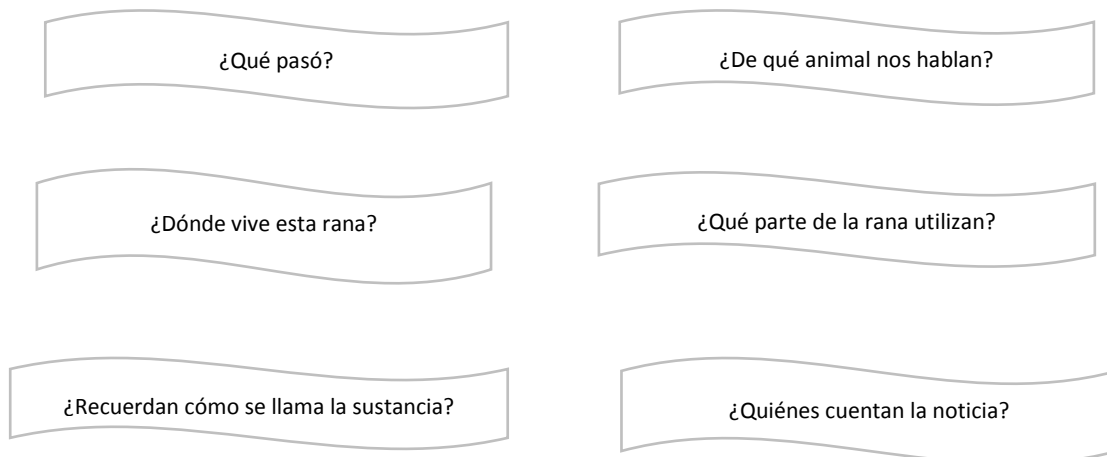 ¿Qué pasó?
¿De qué animal nos hablan?
¿Dónde vive esta rana?
¿Qué parte de la rana utilizan?
¿Recuerdan cómo se llama la sustancia?
¿Quiénes cuentan la noticia?